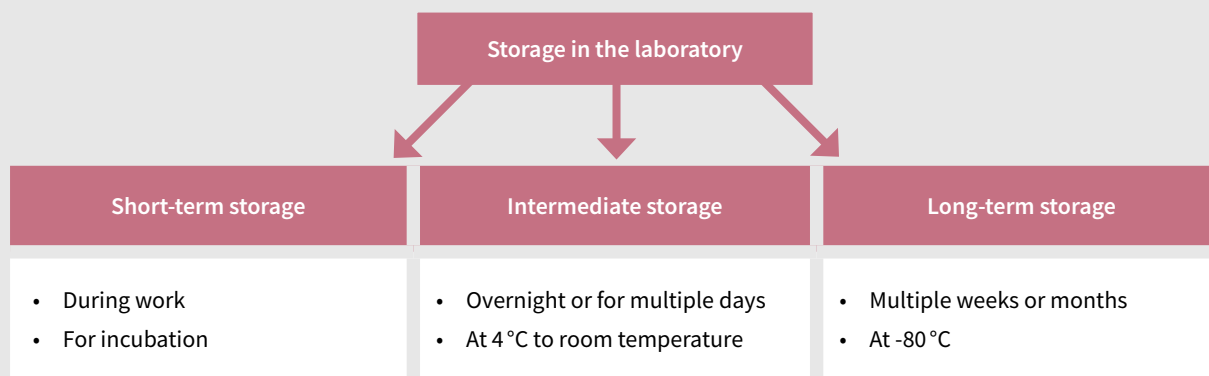 Storage in the laboratory
Short-term storage
Intermediate storage
Long-term storage
• During work
• For incubation
• Overnight or for multiple days
• At 4 °C to room temperature
• Multiple weeks or months
• At -80 °C